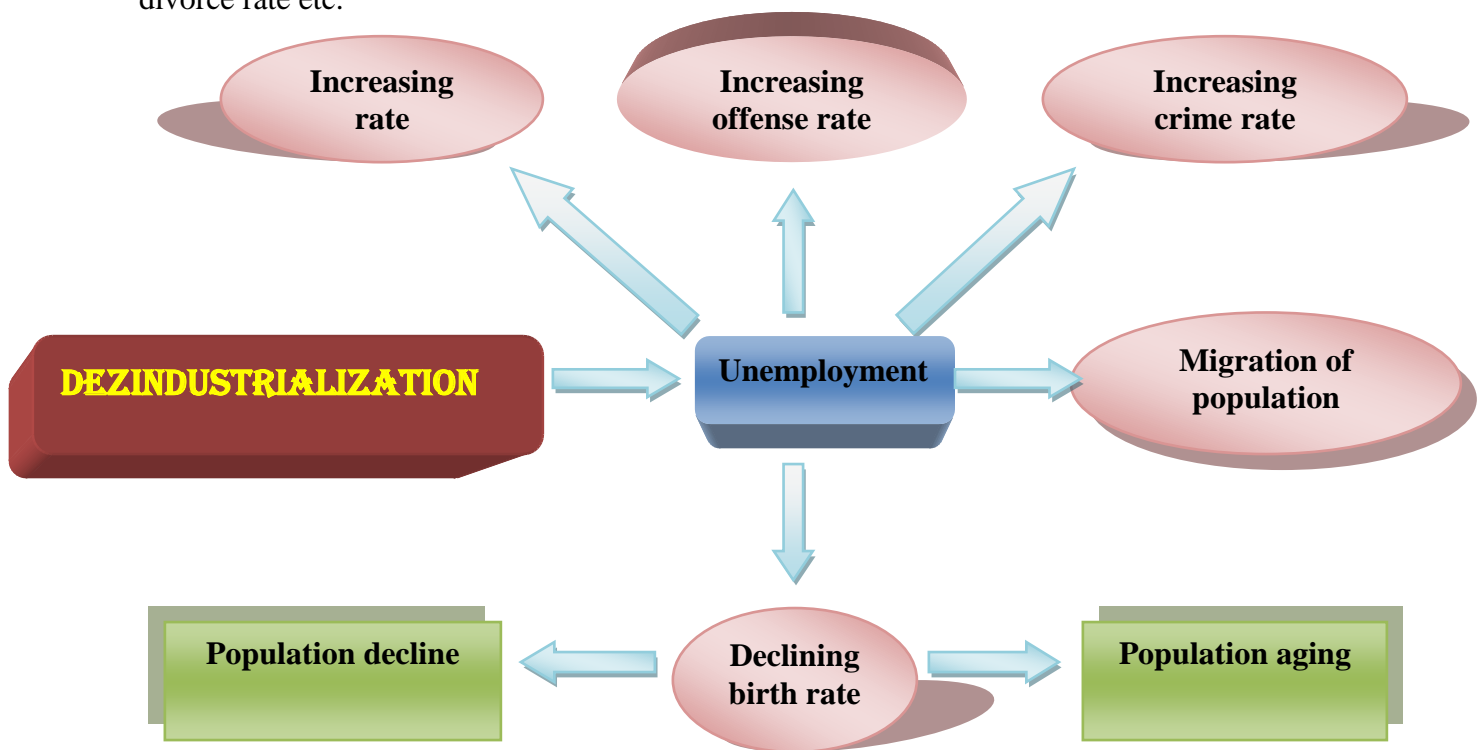 divorce rate etc.
Increasing
rate
Increasing
offense rate
Increasing
crime rate
DEZINDUSTRIALIZATION
Unemployment
Migration of
population
Population decline
Declining
birth rate
Population aging